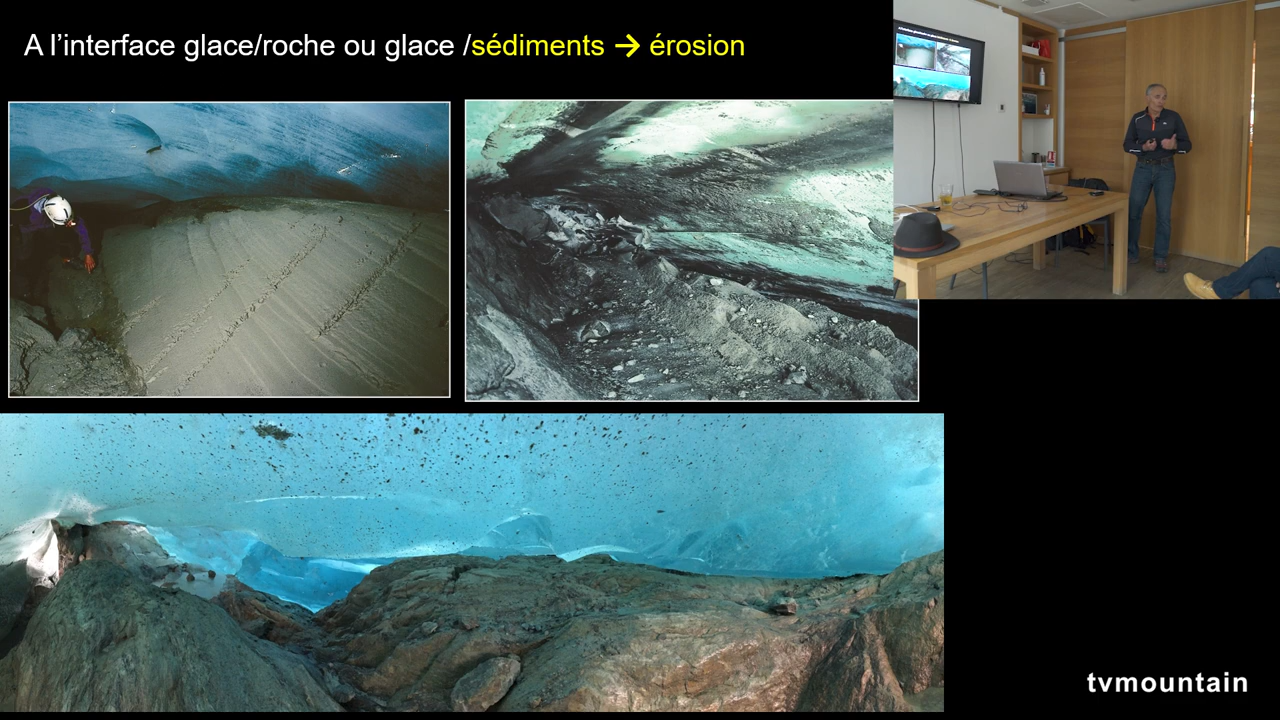 A l’interface glace/roche ou glace /sédiments → érosion
tvmountain